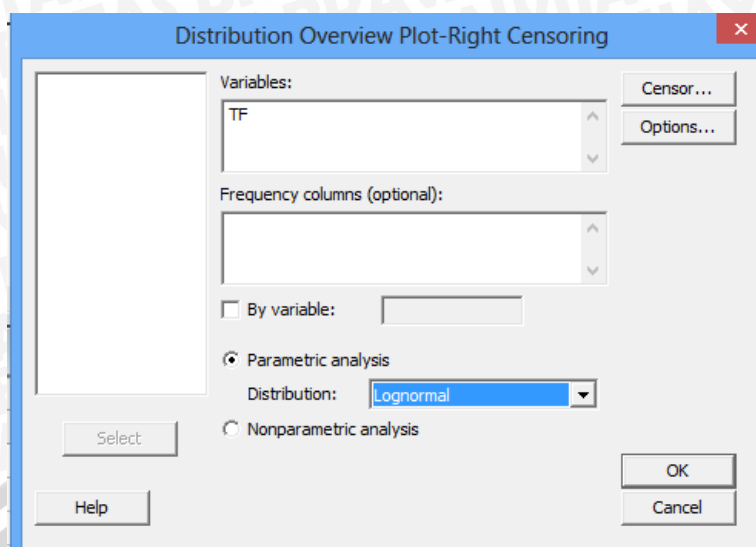 Distribution Overview Plot-Right Censoring
Variables:
TF
Censor...
Options...
Frequency columns (optional):
By variable:
Parametric analysis
Distribution:
Lognormal
Nonparametric analysis
Select
OK
Help
Cancel